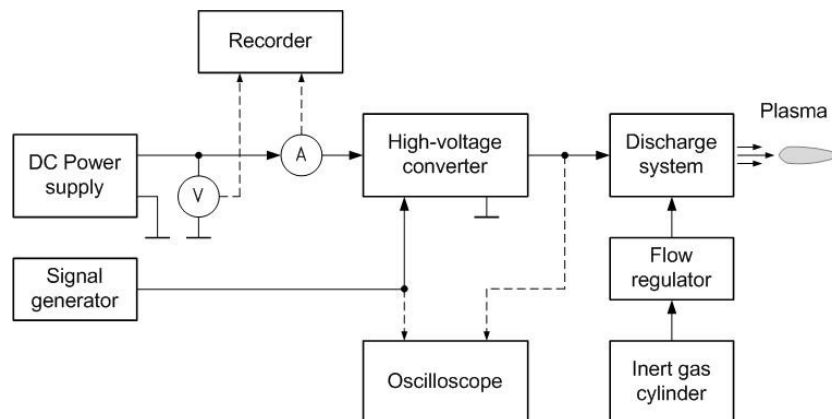 Recorder
Plasma
DC Power
supply
V
A
High-voltage
converter
Discharge
system
Signal
generator
Flow
regulator
Oscilloscope
Inert gas
cylinder